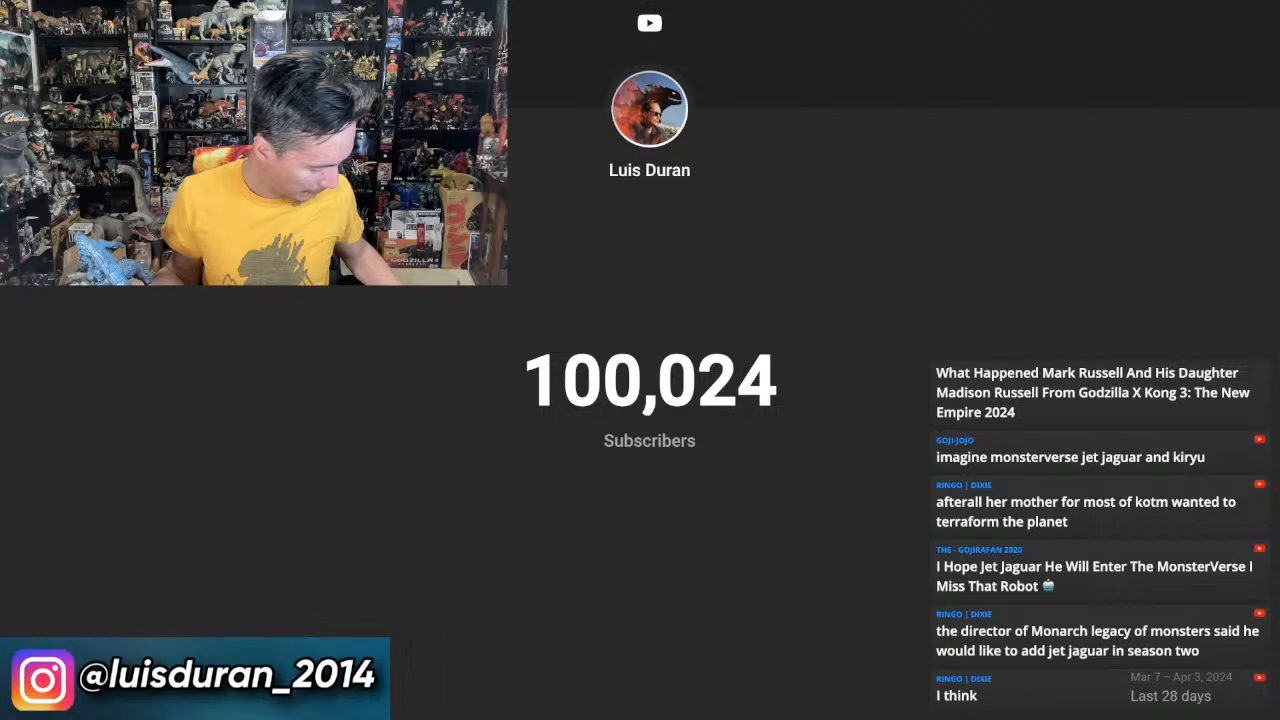 Luis Duran
100,024
Subscribers
What Happened Mark Russell And His Daughter
Madison Russell From Godzilla X Kong 3: The New
Empire 2024
GOJI-JOJO
imagine monsterverse jet jaguar and kiryu
RINGO | DIXIE
afterall her mother for most of kotm wanted to
terraform the planet
THE - GOJIRAFAN 2020
I Hope Jet Jaguar He Will Enter The MonsterVerse I
Miss That Robot
RINGO | DIXIE
the director of Monarch legacy of monsters said he
would like to add jet jaguar in season two
RINGO | DIXIE
I think
Mar 7 – Apr 3, 2024
Last 28 days
@luisduran_2014
GODZILLA